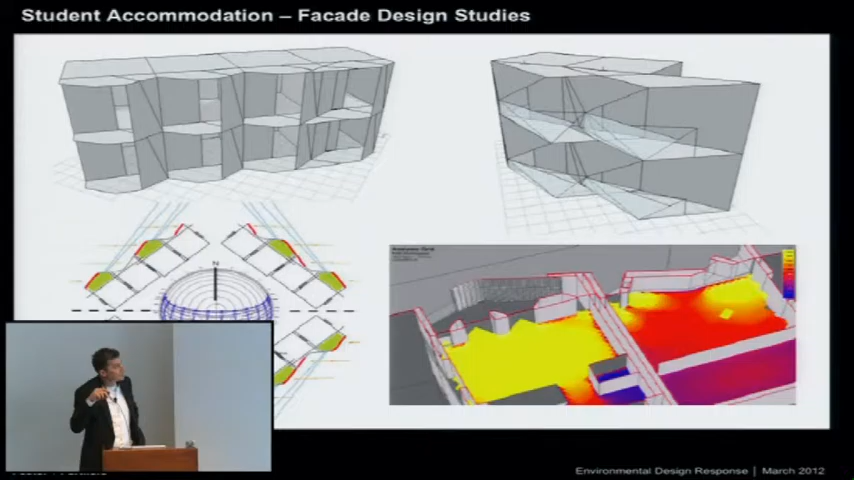 Student Accommodation – Facade Design Studies
N
Environmental Design Response | March 2012